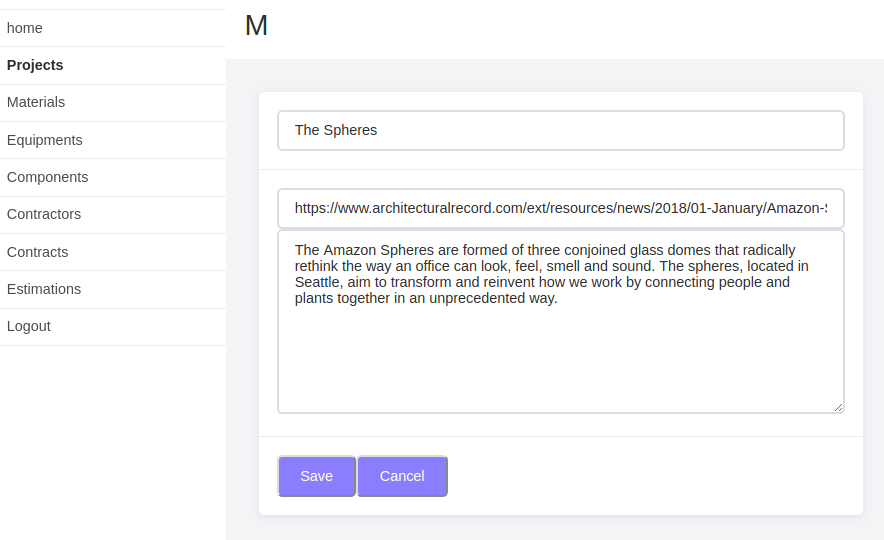 home
Projects
Materials
Equipments
Components
Contractors
Contracts
Estimations
Logout
M
The Spheres
https://www.architecturalrecord.com/ext/resources/news/2018/01-January/Amazon-S
The Amazon Spheres are formed of three conjoined glass domes that radically
rethink the way an office can look, feel, smell and sound. The spheres, located in
Seattle, aim to transform and reinvent how we work by connecting people and
plants together in an unprecedented way.
Save
Cancel